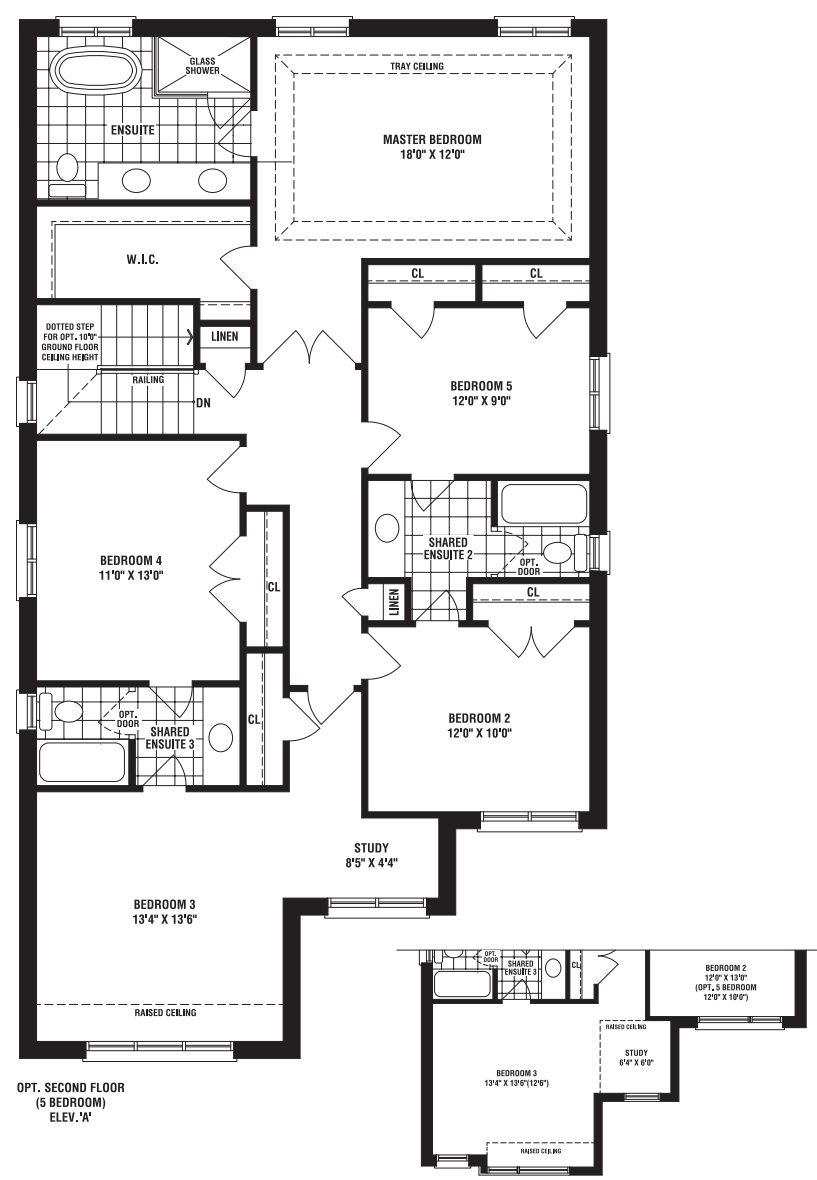 GLASS
SHOWER
ENSUITE
TRAY CEILING
MASTER BEDROOM
18'0" X 12'0"
W.I.C.
CL
CL
DOTTED STEP
FOR OPT. 10'0"
GROUND FLOOR
CEILING HEIGHT
LINEN
RAILING
DN
BEDROOM 5
12'0" X 9'0"
BEDROOM 4
11'0" X 13'0"
CL
SHARED
ENSUITE 2
OPT.
DOOR
LINEN
CL
OPT.
DOOR
SHARED
ENSUITE 3
CL
BEDROOM 2
12'0" X 10'0"
STUDY
8'5" X 4'4"
BEDROOM 3
13'4" X 13'6"
RAISED CEILING
OPT. SECOND FLOOR
(5 BEDROOM)
ELEV.'A'
OPT.
DOOR
SHARED
ENSUITE 3
CL
BEDROOM 2
12'0" X 13'0"
(OPT. 5 BEDROOM
12'0" X 10'0")
RAISED CEILING
STUDY
6'4" X 6'0"
BEDROOM 3
13'4" X 13'6"(12'6")
RAISED CEILING